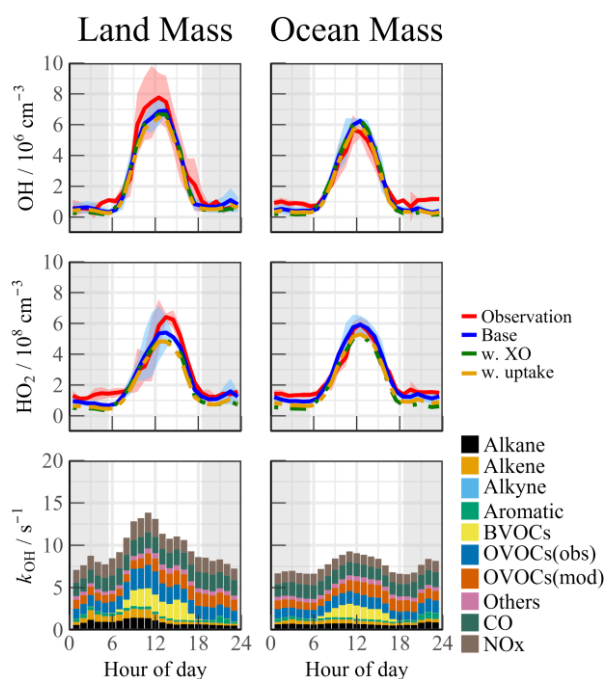 Land Mass
Ocean Mass
OH / 10⁶ cm⁻³
10
8
6
4
2
0
HO₂ / 10⁸ cm⁻³
10
8
6
4
2
0
Observation
Base
w. XO
w. uptake
k_OH / s⁻¹
20
15
10
5
0
0 6 12 18 24
0 6 12 18 24
Hour of day
Hour of day
Alkane
Alkene
Alkyne
Aromatic
BVOCs
OVOCs(obs)
OVOCs(mod)
Others
CO
NOx